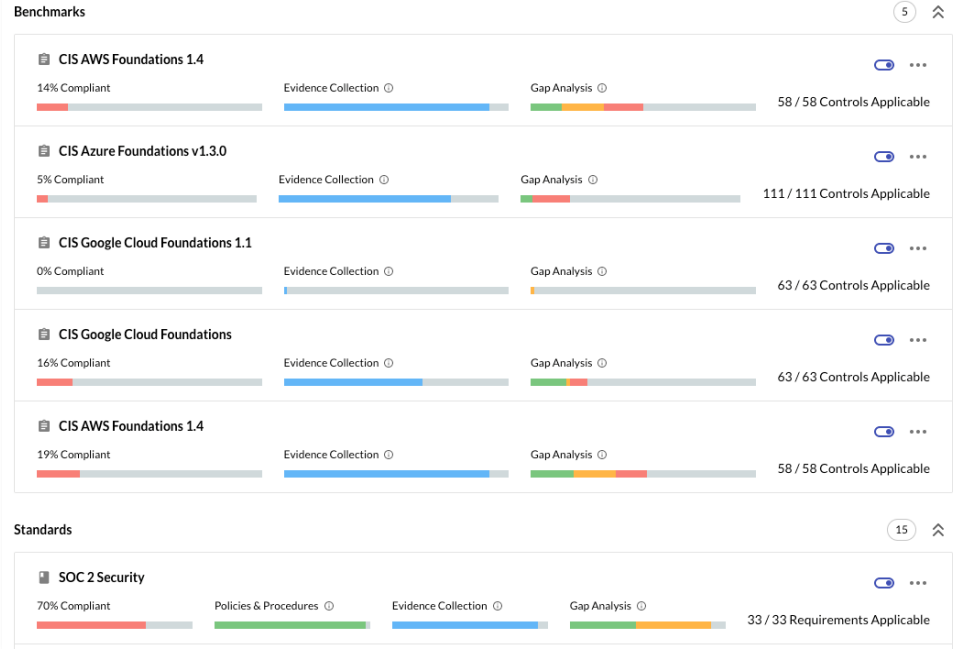 Benchmarks 5
CIS AWS Foundations 1.4
14% Compliant Evidence Collection Gap Analysis
58 / 58 Controls Applicable
CIS Azure Foundations v1.3.0
5% Compliant Evidence Collection Gap Analysis
111 / 111 Controls Applicable
CIS Google Cloud Foundations 1.1
0% Compliant Evidence Collection Gap Analysis
63 / 63 Controls Applicable
CIS Google Cloud Foundations
16% Compliant Evidence Collection Gap Analysis
63 / 63 Controls Applicable
CIS AWS Foundations 1.4
19% Compliant Evidence Collection Gap Analysis
58 / 58 Controls Applicable
Standards 15
SOC 2 Security
70% Compliant Policies & Procedures Evidence Collection Gap Analysis
33 / 33 Requirements Applicable